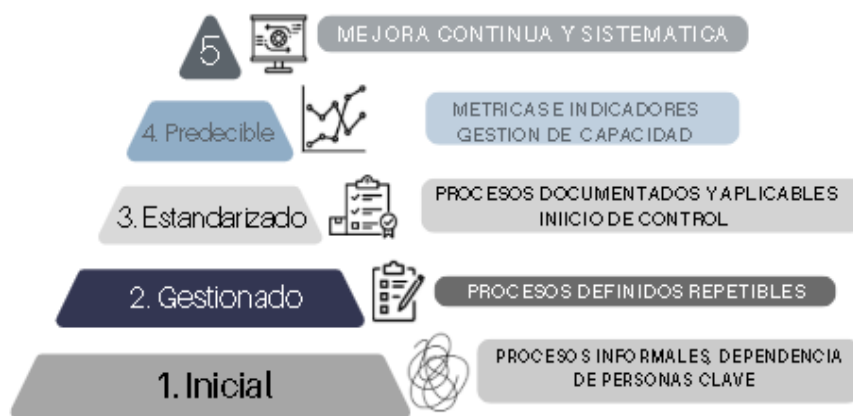 5
MEJORA CONTINUA Y SISTEMATICA
4. Predecible
METRICAS E INDICADORES
GESTION DE CAPACIDAD
3. Estandarizado
PROCESOS DOCUMENTADOS Y APLICABLES
INIICIO DE CONTROL
2. Gestionado
PROCESOS DEFINIDOS REPETIBLES
1. Inicial
PROCESOS INFORMALES, DEPENDENCIA
DE PERSONAS CLAVE